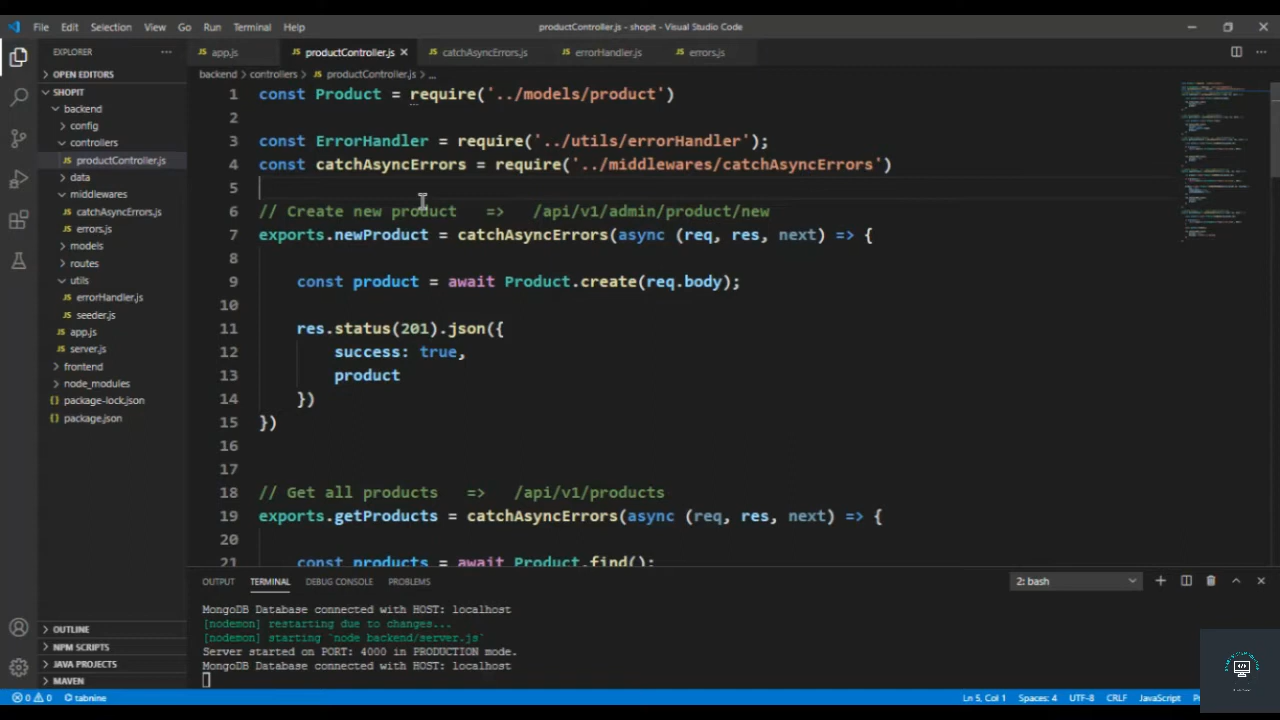 File Edit Selection View Go Run Terminal Help
productController.js - shopit - Visual Studio Code
EXPLORER
app.js
productController.js
catchAsyncErrors.js
errorHandler.js
errors.js
OPEN EDITORS
SHOPIT
backend
config
controllers
productController.js
data
middlewares
catchAsyncErrors.js
errors.js
models
routes
utils
errorHandler.js
seeder.js
app.js
server.js
frontend
node_modules
package-lock.json
package.json
OUTLINE
NPM SCRIPTS
JAVA PROJECTS
MAVEN
backend > controllers > productController.js > ...
1 const Product = require('../models/product')
2
3 const ErrorHandler = require('../utils/errorHandler');
4 const catchAsyncErrors = require('../middlewares/catchAsyncErrors')
5
6 // Create new product => /api/v1/admin/product/new
7 exports.newProduct = catchAsyncErrors(async (req, res, next) => {
8
9 const product = await Product.create(req.body);
10
11 res.status(201).json({
12 success: true,
13 product
14 })
15 })
16
17
18 // Get all products => /api/v1/products
19 exports.getProducts = catchAsyncErrors(async (req, res, next) => {
20
21 const products = await Product.find();
OUTPUT TERMINAL DEBUG CONSOLE PROBLEMS
2: bash
MongoDB Database connected with HOST: localhost
[nodemon] restarting due to changes...
[nodemon] starting `node backend/server.js`
Server started on PORT: 4000 in PRODUCTION mode.
MongoDB Database connected with HOST: localhost
0 0 tabnine
Ln 5, Col 1 Spaces: 4 UTF-8 CRLF JavaScript